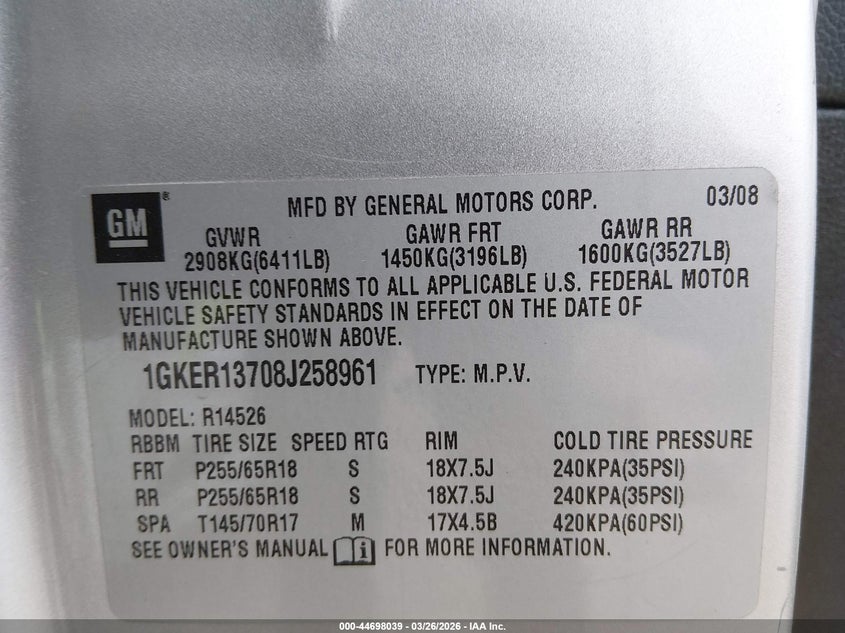 GM®
MFD BY GENERAL MOTORS CORP. 03/08
GVWR GAWR FRT GAWR RR
2908KG(6411LB) 1450KG(3196LB) 1600KG(3527LB)
THIS VEHICLE CONFORMS TO ALL APPLICABLE U.S. FEDERAL MOTOR
VEHICLE SAFETY STANDARDS IN EFFECT ON THE DATE OF
MANUFACTURE SHOWN ABOVE.
1GKER13708J258961 TYPE: M.P.V.
MODEL: R14526
RBBM TIRE SIZE SPEED RTG RIM COLD TIRE PRESSURE
FRT P255/65R18 S 18X7.5J 240KPA(35PSI)
RR P255/65R18 S 18X7.5J 240KPA(35PSI)
SPA T145/70R17 M 17X4.5B 420KPA(60PSI)
SEE OWNER'S MANUAL i FOR MORE INFORMATION.
000-44698039 - 03/26/2026 - IAA Inc.